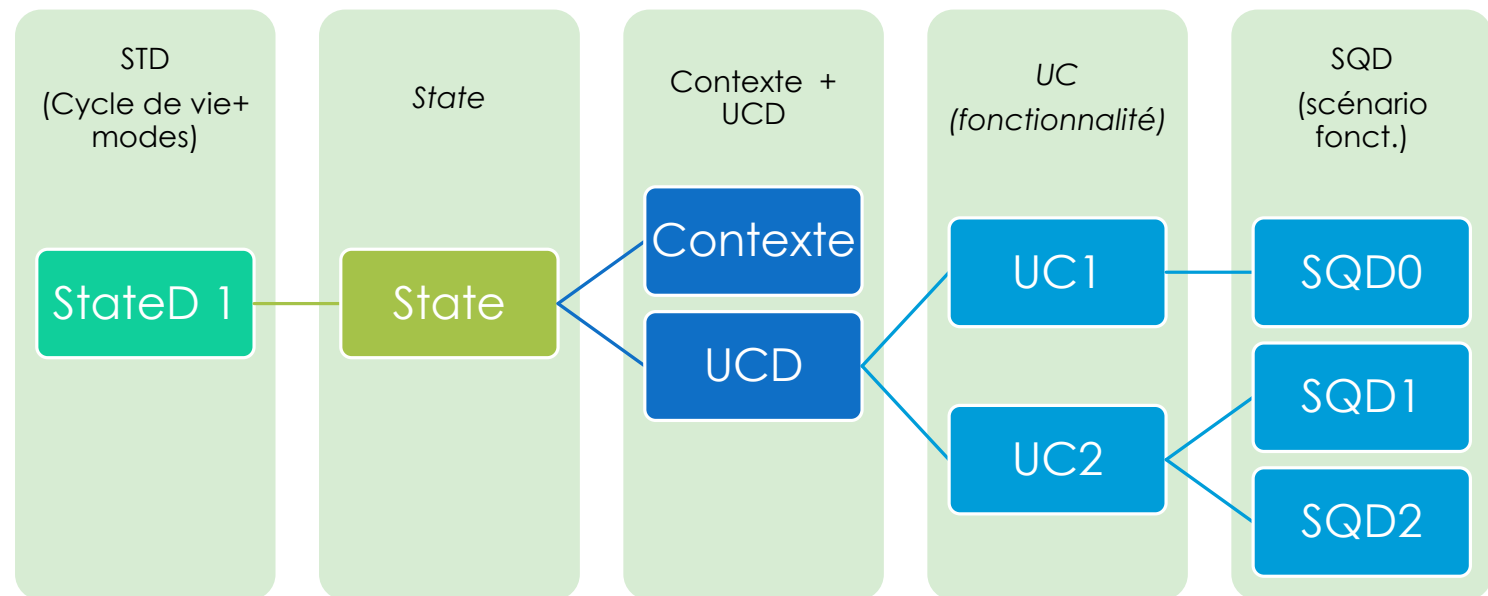 STD
(Cycle de vie+
modes)
StateD 1
State
State
Contexte +
UCD
Contexte
UCD
UC
(fonctionnalité)
UC1
UC2
SQD
(scénario
fonct.)
SQD0
SQD1
SQD2